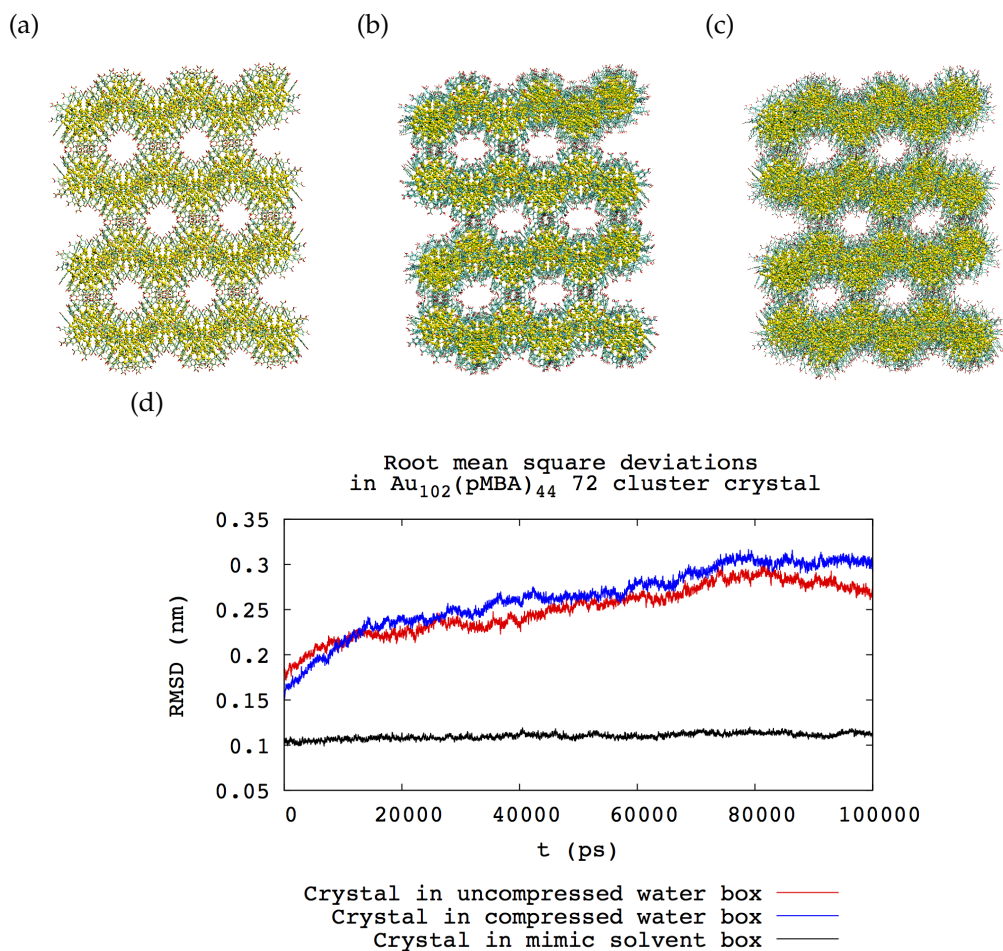 (a)
(b)
(c)
(d)
Root mean square deviations
in Au₁₀₂(pMBA)₄₄ 72 cluster crystal
0.35
0.3
0.25
0.2
0.15
0.1
0.05
RMSD (nm)
0
20000
40000
60000
80000
100000
t (ps)
Crystal in uncompressed water box
Crystal in compressed water box
Crystal in mimic solvent box